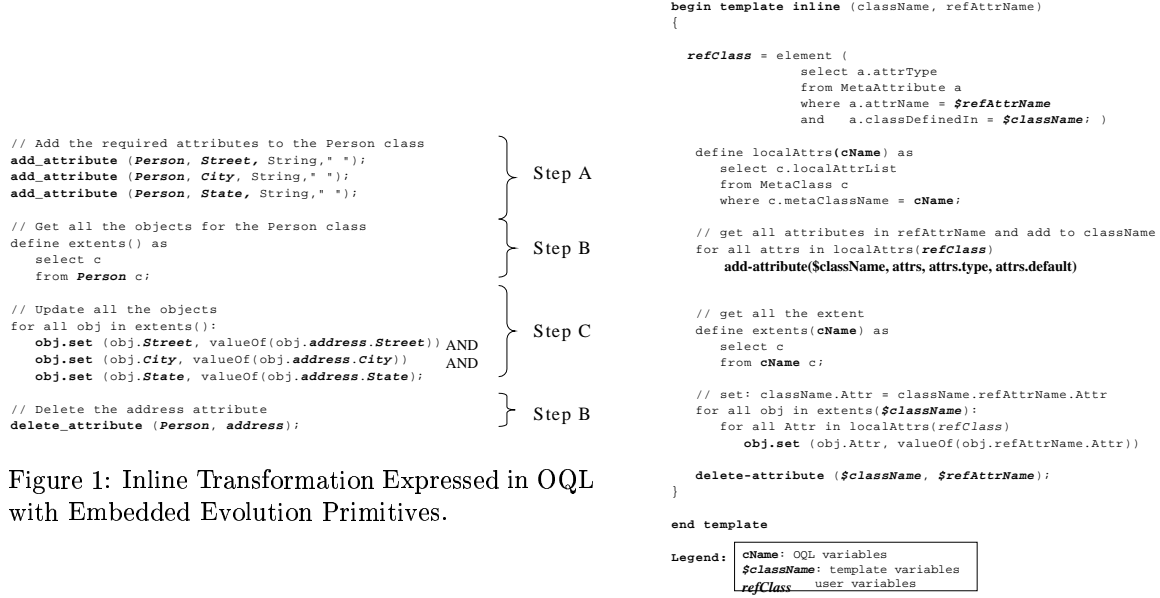 // Add the required attributes to the Person class
add_attribute (Person, Street, String," ");
add_attribute (Person, City, String," ");
add_attribute (Person, State, String," ");
Step A
// Get all the objects for the Person class
define extents() as
select c
from Person c;
Step B
// Update all the objects
for all obj in extents():
obj.set (obj.Street, valueOf(obj.address.Street)) AND
obj.set (obj.City, valueOf(obj.address.City)) AND
obj.set (obj.State, valueOf(obj.address.State);
Step C
// Delete the address attribute
delete_attribute (Person, address);
Step B
Figure 1: Inline Transformation Expressed in OQL
with Embedded Evolution Primitives.
begin template inline (className, refAttrName)
{
refClass = element (
select a.attrType
from MetaAttribute a
where a.attrName = $refAttrName
and a.classDefinedIn = $className; )
define localAttrs(cName) as
select c.localAttrList
from MetaClass c
where c.metaClassName = cName;
// get all attributes in refAttrName and add to className
for all attrs in localAttrs(refClass)
add-attribute($className, attrs, attrs.type, attrs.default)
// get all the extent
define extents(cName) as
select c
from cName c;
// set: className.Attr = className.refAttrName.Attr
for all obj in extents($className):
for all Attr in localAttrs(refClass)
obj.set (obj.Attr, valueOf(obj.refAttrName.Attr))
delete-attribute ($className, $refAttrName);
}
end template
Legend:
cName: OQL variables
$className: template variables
refClass user variables